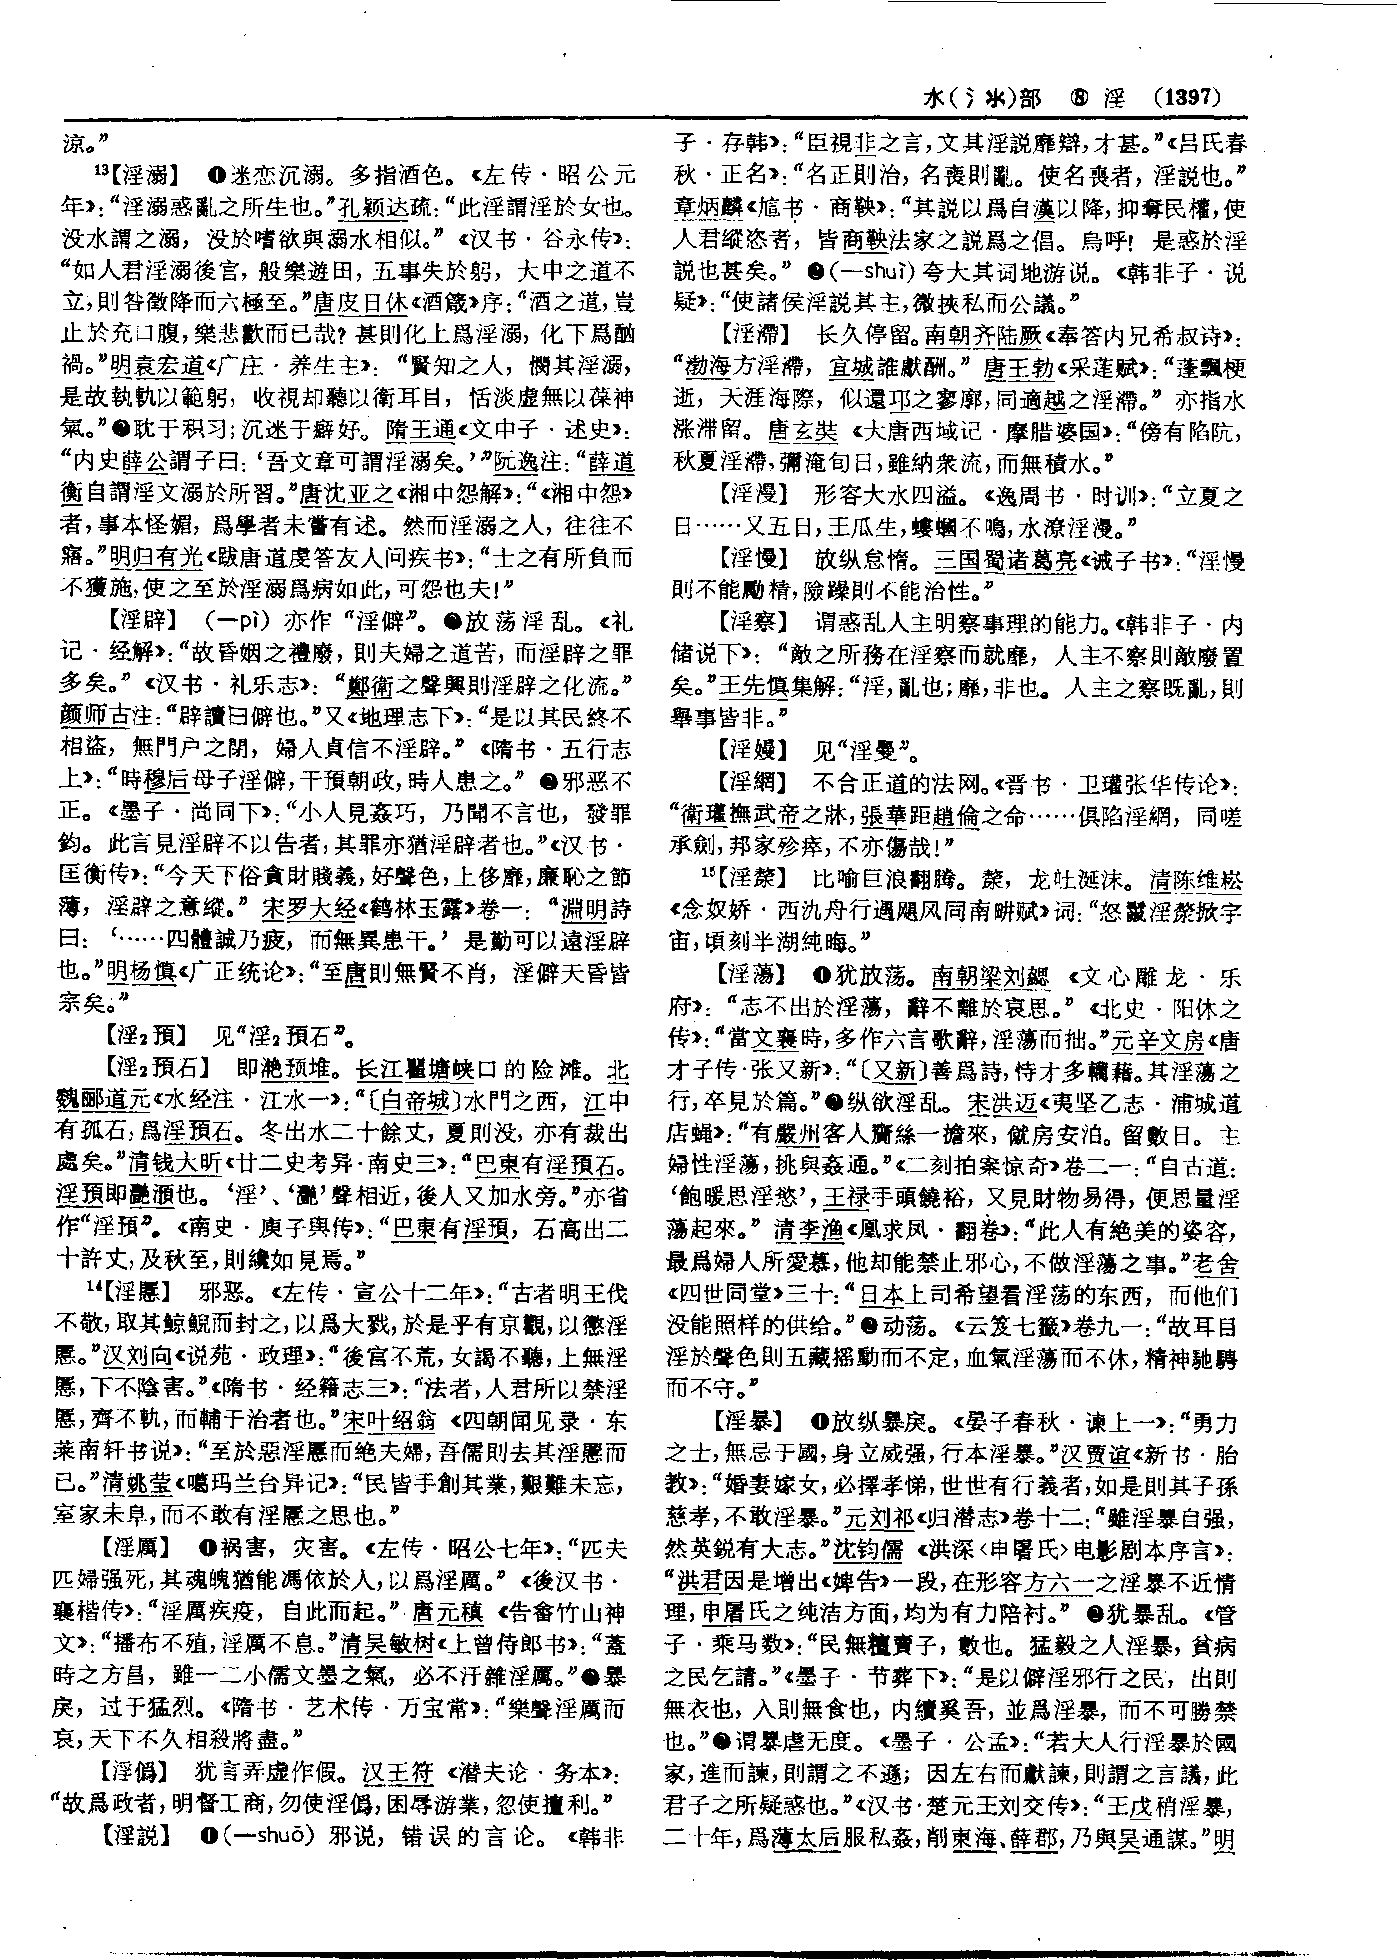 水(氵氺)部 ⑧ 淫 (1397)
涼。”
¹³【淫溺】 ❶迷恋沉溺。多指酒色。《左传·昭公元
年》：“淫溺惑亂之所生也。”孔颖达疏：“此淫謂淫於女也。
没水謂之溺，没於嗜欲與溺水相似。”《汉书·谷永传》：
“如人君淫溺後宫，般樂遊田，五事失於躬，大中之道不
立，則咎徵降而六極至。”唐皮日休《酒箴》序：“酒之道，豈
止於充口腹，樂悲歡而已哉？甚則化上爲淫溺，化下爲酗
禍。”明袁宏道《广庄·养生主》：“賢知之人，憫其淫溺，
是故執軌以範躬，收視却聽以衛耳目，恬淡虚無以葆神
氣。”❷耽于积习；沉迷于癖好。隋王通《文中子·述史》：
“内史薛公謂子曰：‘吾文章可謂淫溺矣。’”阮逸注：“薛道
衡自謂淫文溺於所習。”唐沈亚之《湘中怨解》：“《湘中怨》
者，事本怪媚，爲學者未嘗有述。然而淫溺之人，往往不
寤。”明归有光《跋唐道虔答友人问疾书》：“士之有所負而
不獲施，使之至於淫溺爲病如此，可怨也夫！”
【淫辟】 （—pì）亦作“淫僻”。❶放荡淫乱。《礼
记·经解》：“故昏姻之禮廢，則夫婦之道苦，而淫辟之罪
多矣。”《汉书·礼乐志》：“鄭衛之聲興則淫辟之化流。”
颜师古注：“辟讀曰僻也。”又《地理志下》：“是以其民終不
相盜，無門户之閉，婦人貞信不淫辟。”《隋书·五行志
上》：“時穆后母子淫僻，干預朝政，時人患之。”❷邪恶不
正。《墨子·尚同下》：“小人見姦巧，乃聞不言也，發罪
鈞。此言見淫辟不以告者，其罪亦猶淫辟者也。”《汉书·
匡衡传》：“今天下俗貪財賤義，好聲色，上侈靡，廉恥之節
薄，淫辟之意縱。”宋罗大经《鹤林玉露》卷一：“淵明詩
曰：‘……四體誠乃疲，而無異患干。’是勤可以遠淫辟
也。”明杨慎《广正统论》：“至唐則無賢不肖，淫僻天昏皆
宗矣。”
【淫₂預】 见“淫₂預石”。
【淫₂預石】 即滟预堆。长江瞿塘峡口的险滩。北
魏郦道元《水经注·江水一》：“〔白帝城〕水門之西，江中
有孤石，爲淫預石。冬出水二十餘丈，夏則没，亦有裁出
處矣。”清钱大昕《廿二史考异·南史三》：“巴東有淫預石。
淫預即灩澦也。‘淫’、‘灩’聲相近，後人又加水旁。”亦省
作“淫預”。《南史·庾子舆传》：“巴東有淫預，石高出二
十許丈，及秋至，則纔如見焉。”
¹⁴【淫慝】 邪恶。《左传·宣公十二年》：“古者明王伐
不敬，取其鯨鯢而封之，以爲大戮，於是乎有京觀，以懲淫
慝。”汉刘向《说苑·政理》：“後宫不荒，女謁不聽，上無淫
慝，下不陰害。”《隋书·经籍志三》：“法者，人君所以禁淫
慝，齊不軌，而輔于治者也。”宋叶绍翁《四朝闻见录·东
莱南轩书说》：“至於惡淫慝而絶夫婦，吾儒則去其淫慝而
已。”清姚莹《噶玛兰台异记》：“民皆手創其業，艱難未忘，
室家未阜，而不敢有淫慝之思也。”
【淫厲】 ❶祸害，灾害。《左传·昭公七年》：“匹夫
匹婦强死，其魂魄猶能馮依於人，以爲淫厲。”《後汉书·
襄楷传》：“淫厲疾疫，自此而起。”唐元稹《告畬竹山神
文》：“播布不殖，淫厲不息。”清吴敏树《上曾侍郎书》：“蓋
時之方昌，雖一二小儒文墨之氣，必不汙雜淫厲。”❷暴
戾，过于猛烈。《隋书·艺术传·万宝常》：“樂聲淫厲而
哀，天下不久相殺將盡。”
【淫僞】 犹言弄虚作假。汉王符《潜夫论·务本》：
“故爲政者，明督工商，勿使淫僞，困辱游業，忽使擅利。”
【淫説】 ❶（—shuō）邪说，错误的言论。《韩非
子·存韩》：“臣視非之言，文其淫説靡辯，才甚。”《吕氏春
秋·正名》：“名正則治，名喪則亂。使名喪者，淫説也。”
章炳麟《訄书·商鞅》：“其説以爲自漢以降，抑奪民權，使
人君縱恣者，皆商鞅法家之説爲之倡。烏呼！是惑於淫
説也甚矣。”❷（—shuì）夸大其词地游说。《韩非子·说
疑》：“使諸侯淫説其主，微挾私而公議。”
【淫滯】 长久停留。南朝齐陆厥《奉答内兄希叔诗》：
“渤海方淫滯，宜城誰獻酬。”唐王勃《采莲赋》：“蓬飄梗
逝，天涯海際，似還邛之寥廓，同適越之淫滯。”亦指水
涨滞留。唐玄奘《大唐西域记·摩腊婆国》：“傍有陷阬，
秋夏淫滯，彌淹旬日，雖納衆流，而無積水。”
【淫漫】 形容大水四溢。《逸周书·时训》：“立夏之
日……又五日，王瓜生，螻蟈不鳴，水潦淫漫。”
【淫慢】 放纵怠惰。三国蜀诸葛亮《诫子书》：“淫慢
則不能勵精，險躁則不能治性。”
【淫察】 谓惑乱人主明察事理的能力。《韩非子·内
储说下》：“敵之所務在淫察而就靡，人主不察則敵廢置
矣。”王先慎集解：“淫，亂也；靡，非也。人主之察既亂，則
舉事皆非。”
【淫嫚】 见“淫曼”。
【淫網】 不合正道的法网。《晋书·卫瓘张华传论》：
“衛瓘撫武帝之牀，張華距趙倫之命……俱陷淫網，同嗟
承劍，邦家殄瘁，不亦傷哉！”
¹⁵【淫漦】 比喻巨浪翻腾。漦，龙吐涎沫。清陈维崧
《念奴娇·西氿舟行遇飓风同南畊赋》词：“怒鬣淫漦掀宇
宙，頃刻半湖純晦。”
【淫蕩】 ❶犹放荡。南朝梁刘勰《文心雕龙·乐
府》：“志不出於淫蕩，辭不離於哀思。”《北史·阳休之
传》：“當文襄時，多作六言歌辭，淫蕩而拙。”元辛文房《唐
才子传·张又新》：“〔又新〕善爲詩，恃才多轥藉。其淫蕩之
行，卒見於篇。”❷纵欲淫乱。宋洪迈《夷坚乙志·浦城道
店蝇》：“有嚴州客人齎絲一擔來，僦房安泊。留數日。主
婦性淫蕩，挑與姦通。”《二刻拍案惊奇》卷二一：“自古道：
‘飽暖思淫慾’，王禄手頭饒裕，又見財物易得，便思量淫
蕩起來。”清李渔《凰求凤·翻卷》：“此人有絶美的姿容，
最爲婦人所愛慕，他却能禁止邪心，不做淫蕩之事。”老舍
《四世同堂》三十：“日本上司希望看淫荡的东西，而他们
没能照样的供给。”❸动荡。《云笈七籤》卷九一：“故耳目
淫於聲色則五藏摇動而不定，血氣淫蕩而不休，精神馳騁
而不守。”
【淫暴】 ❶放纵暴戾。《晏子春秋·谏上一》：“勇力
之士，無忌于國，身立威强，行本淫暴。”汉贾谊《新书·胎
教》：“婚妻嫁女，必擇孝悌，世世有行義者，如是則其子孫
慈孝，不敢淫暴。”元刘祁《归潜志》卷十二：“雖淫暴自强，
然英鋭有大志。”沈钧儒《洪深〈申屠氏〉电影剧本序言》：
“洪君因是增出《婢告》一段，在形容方六一之淫暴不近情
理，申屠氏之纯洁方面，均为有力陪衬。”❷犹暴乱。《管
子·乘马数》：“民無糧賣子，數也。猛毅之人淫暴，貧病
之民乞請。”《墨子·节葬下》：“是以僻淫邪行之民，出則
無衣也，入則無食也，内續奚吾，並爲淫暴，而不可勝禁
也。”❸谓暴虐无度。《墨子·公孟》：“若大人行淫暴於國
家，進而諫，則謂之不遜；因左右而獻諫，則謂之言議，此
君子之所疑惑也。”《汉书·楚元王刘交传》：“王戊稍淫暴，
二十年，爲薄太后服私姦，削東海、薛郡，乃與吴通謀。”明